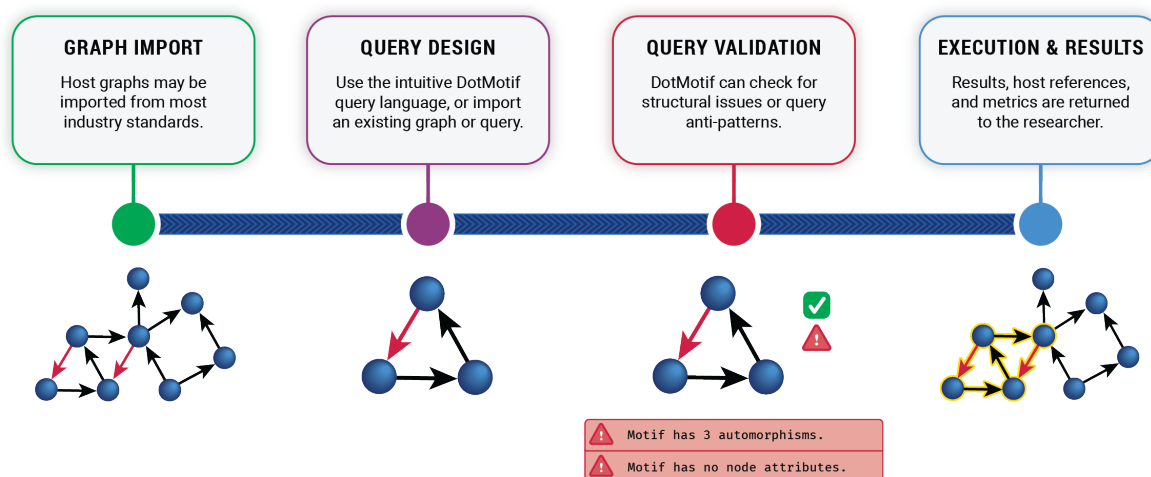 GRAPH IMPORT
Host graphs may be
imported from most
industry standards.
QUERY DESIGN
Use the intuitive DotMotif
query language, or import
an existing graph or query.
QUERY VALIDATION
DotMotif can check for
structural issues or query
anti-patterns.
EXECUTION & RESULTS
Results, host references,
and metrics are returned
to the researcher.
Motif has 3 automorphisms.
Motif has no node attributes.